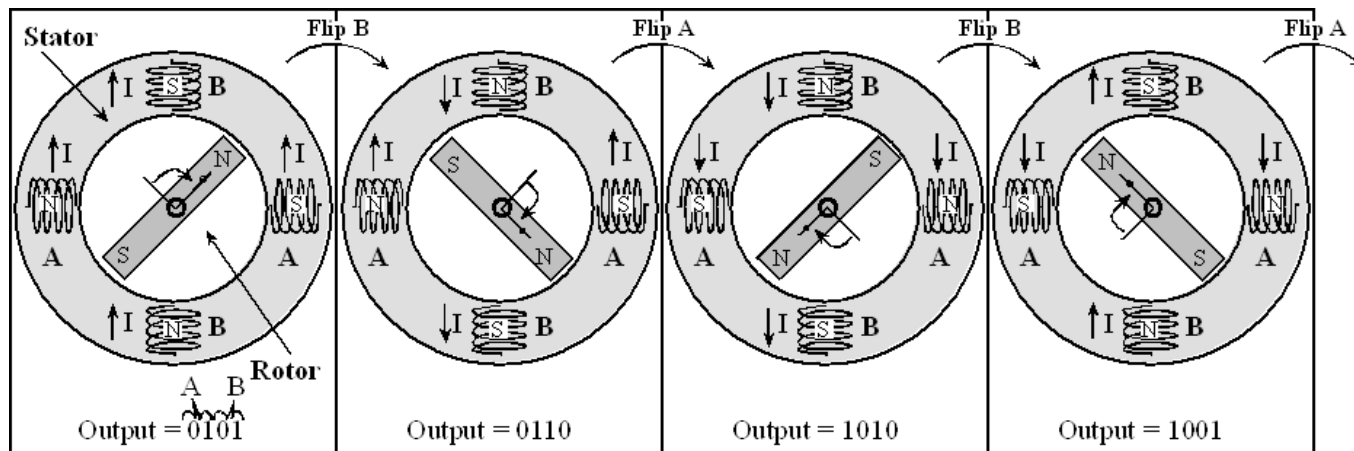 Flip B
Flip A
Flip B
Flip A
Stator
S
I
B
I
I
N
N
S
S
A
A
I
N
B
Rotor
A B
Output = 0101
N
I
B
I
I
S
N
N
S
A
A
I
S
B
Output = 0110
N
I
B
I
I
S
S
N
N
A
A
I
S
B
Output = 1010
S
I
B
I
I
N
S
N
S
A
A
I
N
B
Output = 1001